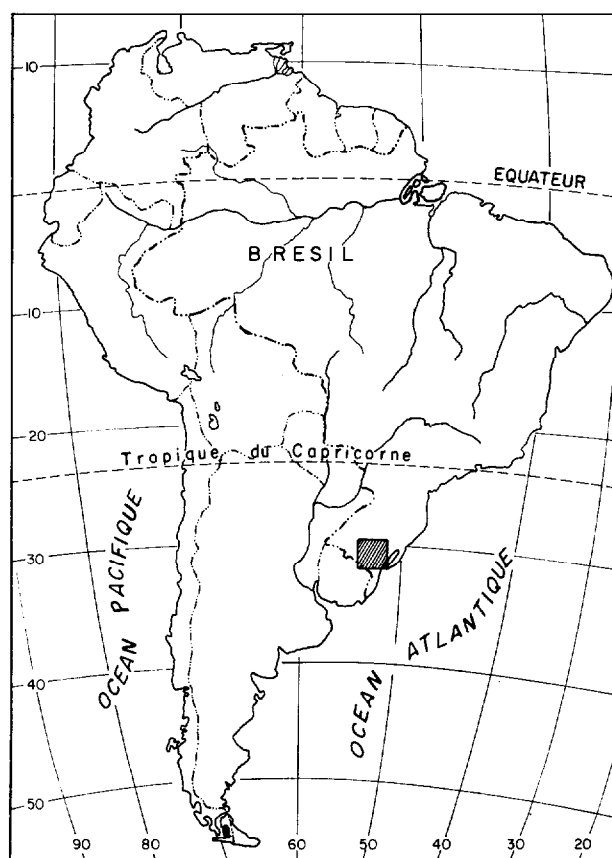 10
EQUATEUR
BRESIL
10
20
Tropique du Capricorne
30
OCEAN PACIFIQUE
OCEAN ATLANTIQUE
40
50
90 80 60 50 40 20